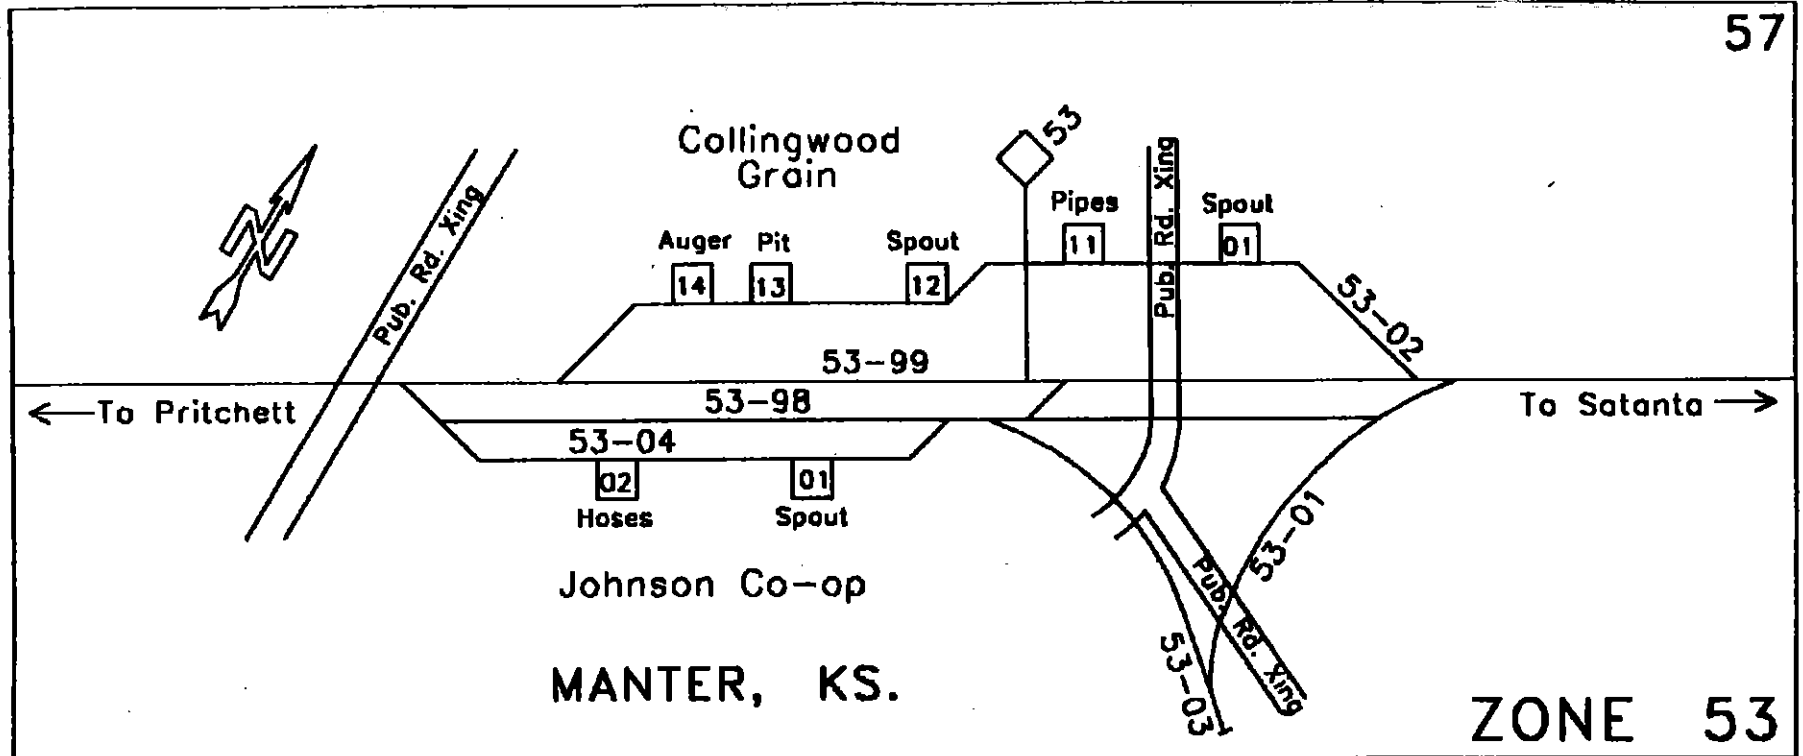 57
Collingwood
Grain
53
Pub. Rd. Xing
Pub. Rd. Xing
Pipes
11
Spout
01
Auger
14
Pit
13
Spout
12
53-02
53-99
53-98
←To Pritchett
To Satanta→
53-04
02
Hoses
01
Spout
53-01
Pub. Rd. Xing
53-03
Johnson Co-op
MANTER, KS.
ZONE 53
N